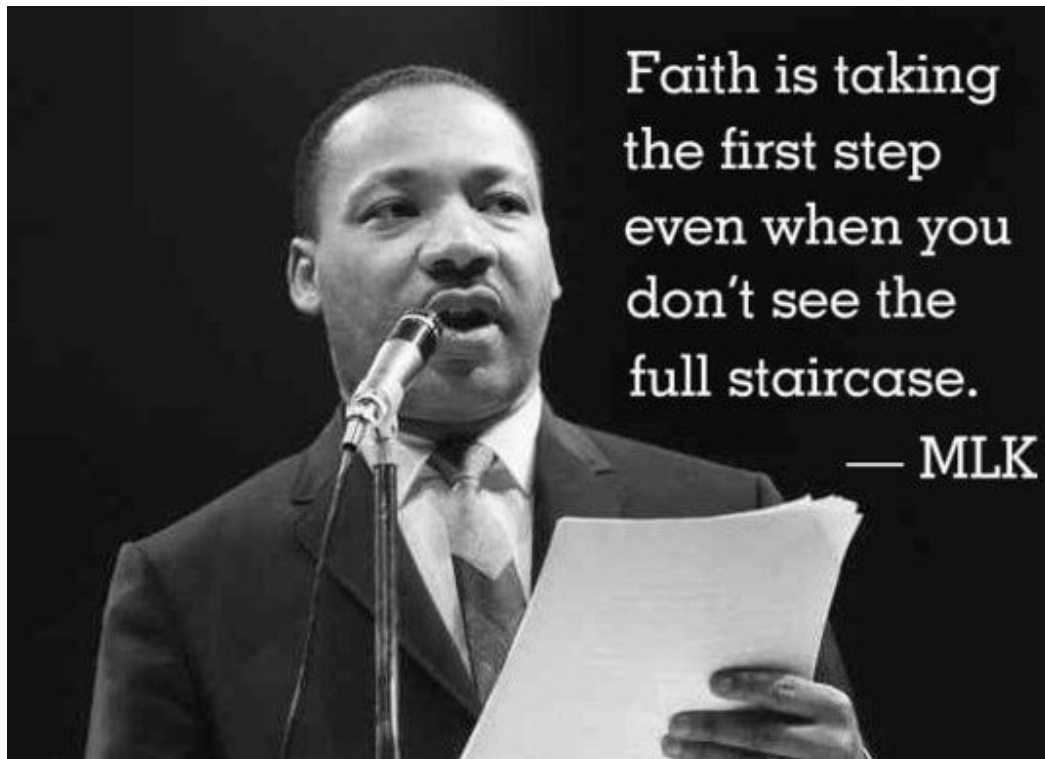 Faith is taking
the first step
even when you
don't see the
full staircase.
— MLK